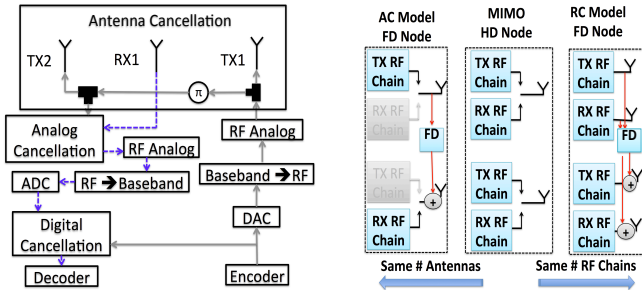 Antenna Cancellation
TX2
RX1
TX1
π
Analog
Cancellation
RF Analog
RF Analog
ADC
RF → Baseband
Baseband → RF
Digital
Cancellation
DAC
Decoder
Encoder
AC Model
FD Node
TX RF
Chain
RX RF
Chain
FD
TX RF
Chain
+
RX RF
Chain
MIMO
HD Node
TX RF
Chain
RX RF
Chain
TX RF
Chain
RX RF
Chain
RC Model
FD Node
TX RF
Chain
RX RF
Chain
FD
TX RF
Chain
+
RX RF
Chain
+
Same # Antennas
Same # RF Chains